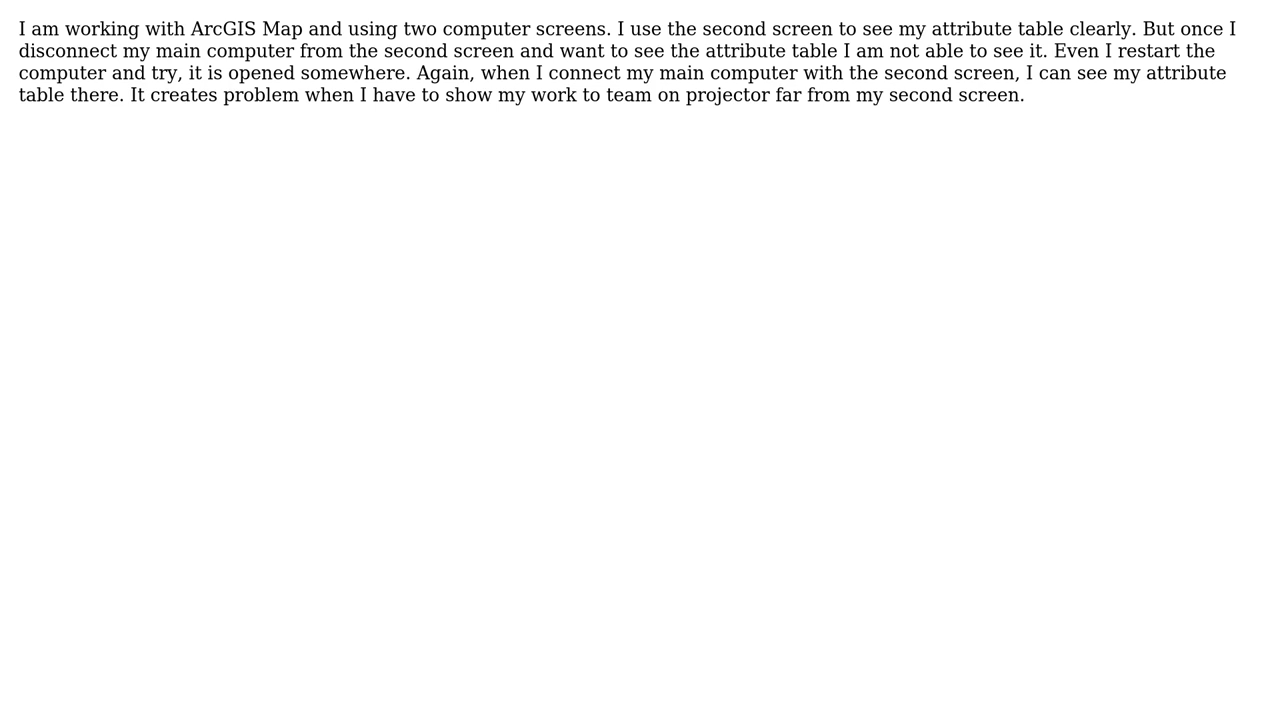 I am working with ArcGIS Map and using two computer screens. I use the second screen to see my attribute table clearly. But once I
disconnect my main computer from the second screen and want to see the attribute table I am not able to see it. Even I restart the
computer and try, it is opened somewhere. Again, when I connect my main computer with the second screen, I can see my attribute
table there. It creates problem when I have to show my work to team on projector far from my second screen.